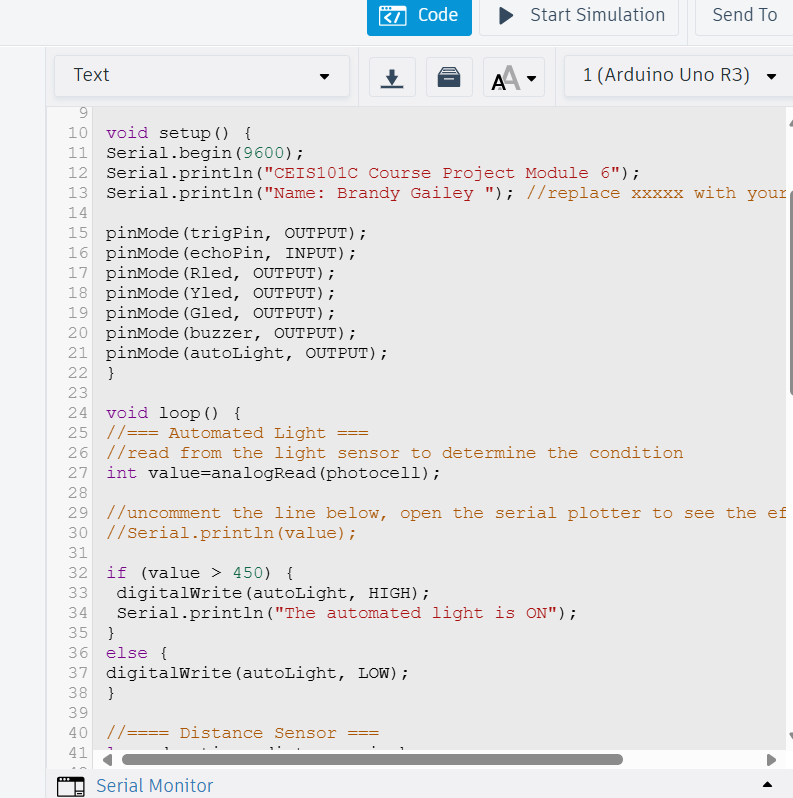 Code
Start Simulation
Send To
Text
AA
1 (Arduino Uno R3)
9
10 void setup() {
11 Serial.begin(9600);
12 Serial.println("CEIS101C Course Project Module 6");
13 Serial.println("Name: Brandy Gailey "); //replace xxxxx with your
14
15 pinMode(trigPin, OUTPUT);
16 pinMode(echoPin, INPUT);
17 pinMode(Rled, OUTPUT);
18 pinMode(Yled, OUTPUT);
19 pinMode(Gled, OUTPUT);
20 pinMode(buzzer, OUTPUT);
21 pinMode(autoLight, OUTPUT);
22 }
23
24 void loop() {
25 //=== Automated Light ===
26 //read from the light sensor to determine the condition
27 int value=analogRead(photocell);
28
29 //uncomment the line below, open the serial plotter to see the ef
30 //Serial.println(value);
31
32 if (value > 450) {
33 digitalWrite(autoLight, HIGH);
34 Serial.println("The automated light is ON");
35 }
36 else {
37 digitalWrite(autoLight, LOW);
38 }
39
40 //==== Distance Sensor ===
41
Serial Monitor